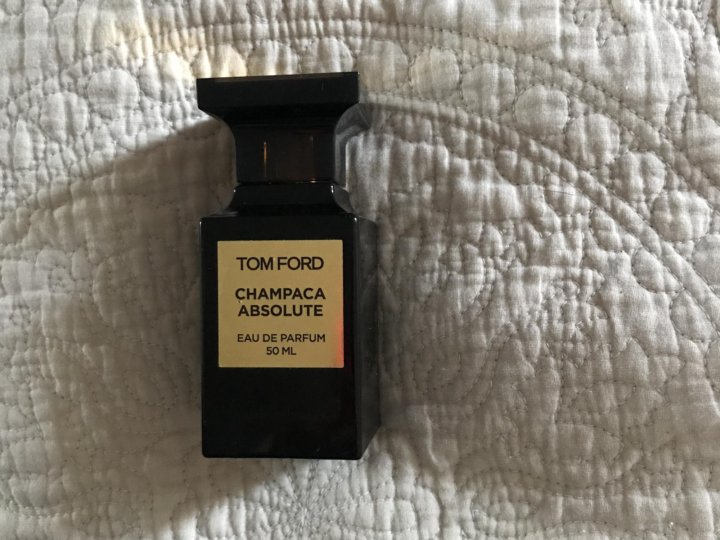 TOM FORD
CHAMPACA
ABSOLUTE
EAU DE PARFUM
50 ML